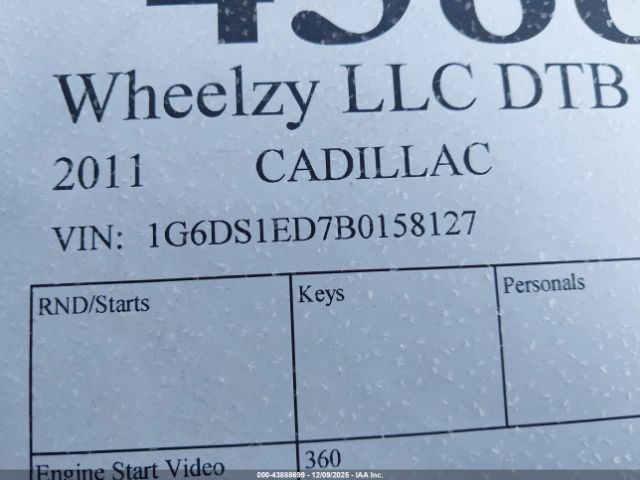 Wheelzy LLC DTB
2011 CADILLAC
VIN: 1G6DS1ED7B0158127
RND/Starts Keys Personals
Engine Start Video 360
000-43888699 - 12/09/2025 - IAA Inc.